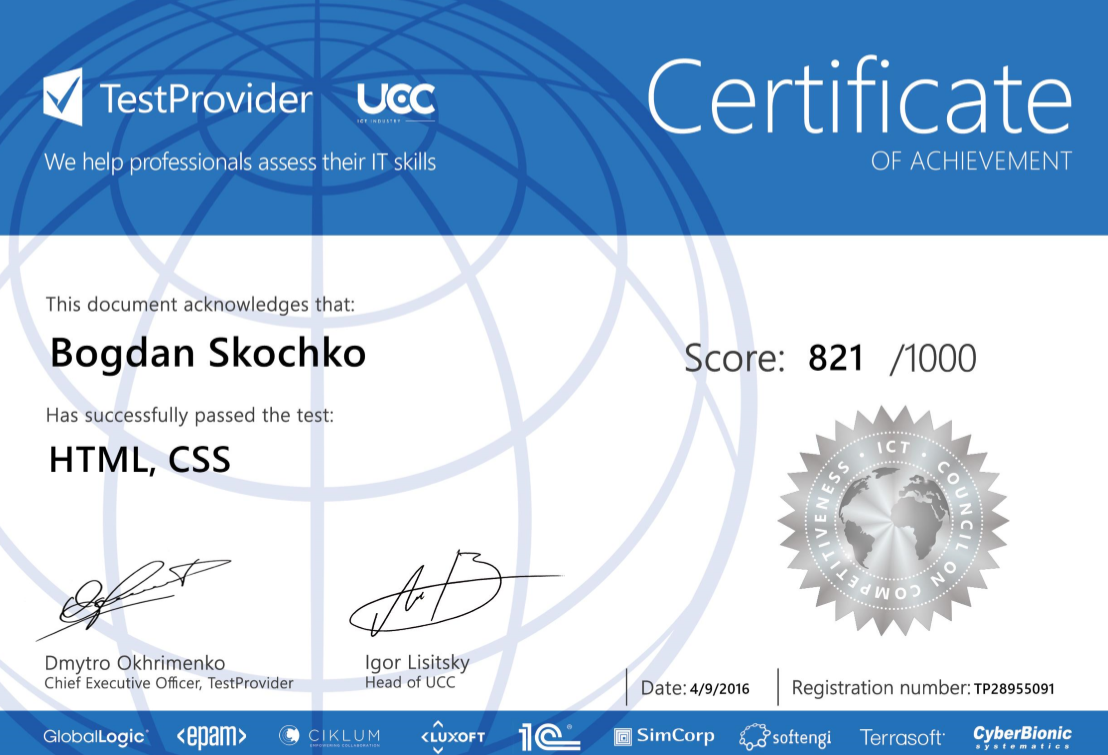 TestProvider
UCC
ICT INDUSTRY
We help professionals assess their IT skills
Certificate
OF ACHIEVEMENT
This document acknowledges that:
Bogdan Skochko
Has successfully passed the test:
HTML, CSS
Score: 821 /1000
ICT • COUNCIL ON COMPETITIVENESS •
Dmytro Okhrimenko
Chief Executive Officer, TestProvider
Igor Lisitsky
Head of UCC
Date: 4/9/2016
Registration number: TP28955091
GlobalLogic
<epam>
CIKLUM
EMPOWERING COLLABORATION
<LUXOFT
1C®
SimCorp
softengi
Terrasoft
CyberBionic
systematics